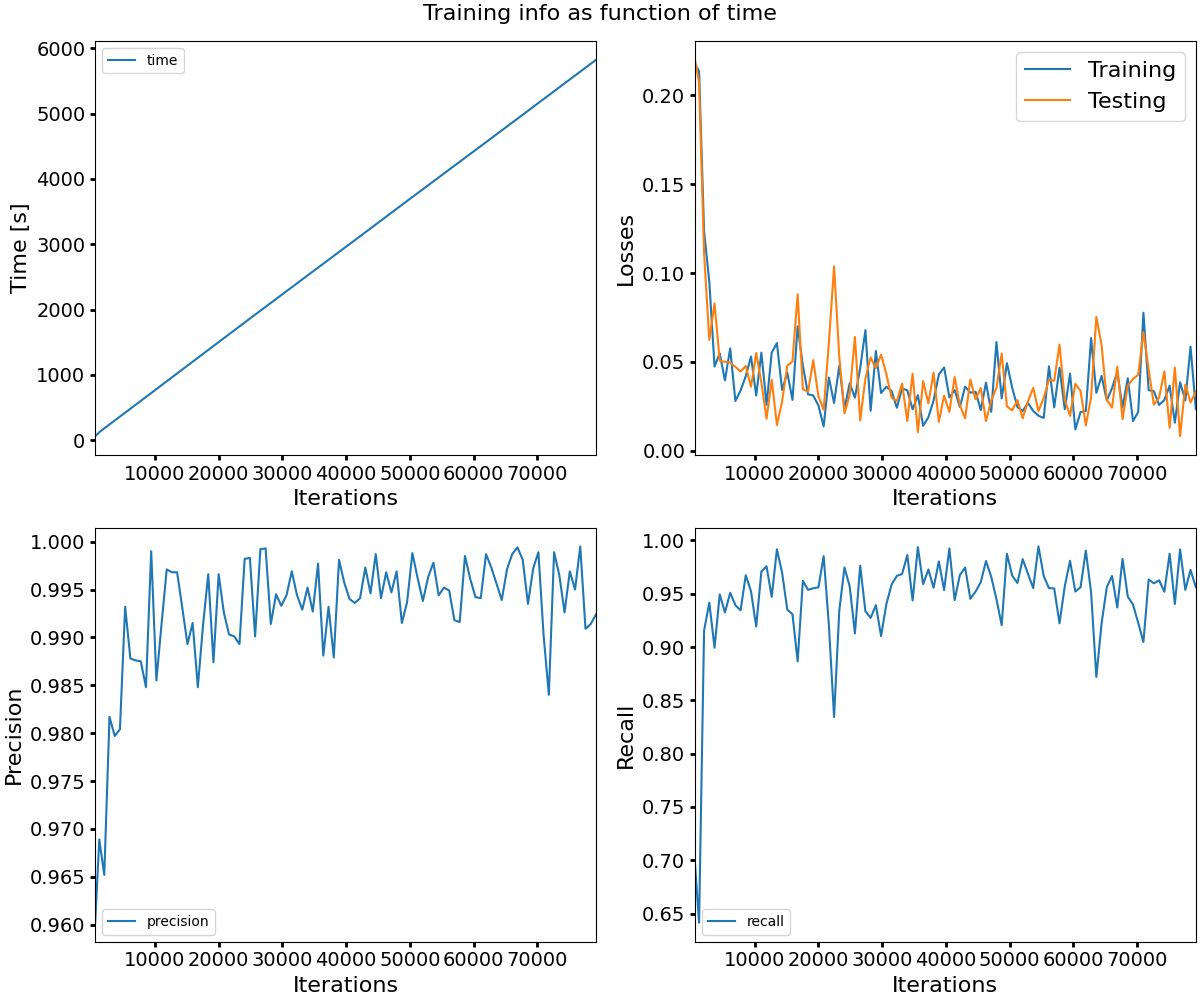 Training info as function of time
time
Time [s]
6000
5000
4000
3000
2000
1000
0
10000 20000 30000 40000 50000 60000 70000
Iterations
Training
Testing
Losses
0.20
0.15
0.10
0.05
0.00
10000 20000 30000 40000 50000 60000 70000
Iterations
Precision
1.000
0.995
0.990
0.985
0.980
0.975
0.970
0.965
0.960
precision
10000 20000 30000 40000 50000 60000 70000
Iterations
Recall
1.00
0.95
0.90
0.85
0.80
0.75
0.70
0.65
recall
10000 20000 30000 40000 50000 60000 70000
Iterations